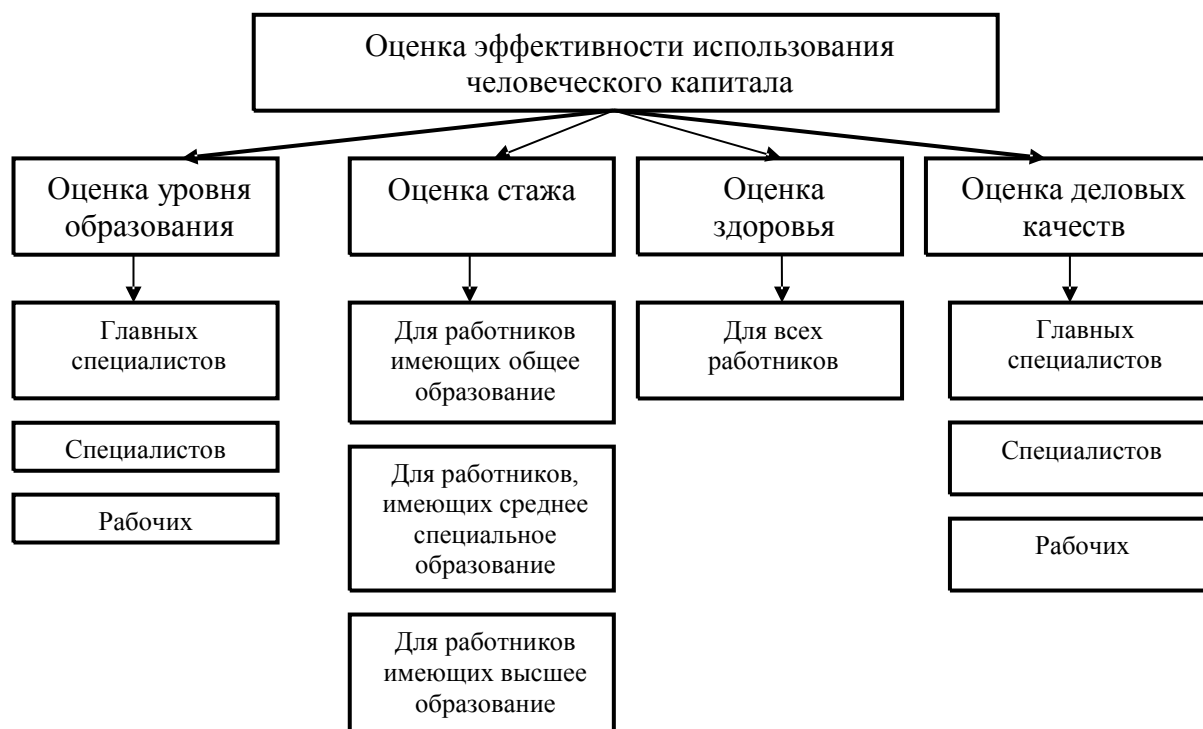 Оценка эффективности использования
человеческого капитала
Оценка уровня
образования
Оценка стажа
Оценка
здоровья
Оценка деловых
качеств
Главных
специалистов
Специалистов
Рабочих
Для работников
имеющих общее
образование
Для работников,
имеющих среднее
специальное
образование
Для работников
имеющих высшее
образование
Для всех
работников
Главных
специалистов
Специалистов
Рабочих